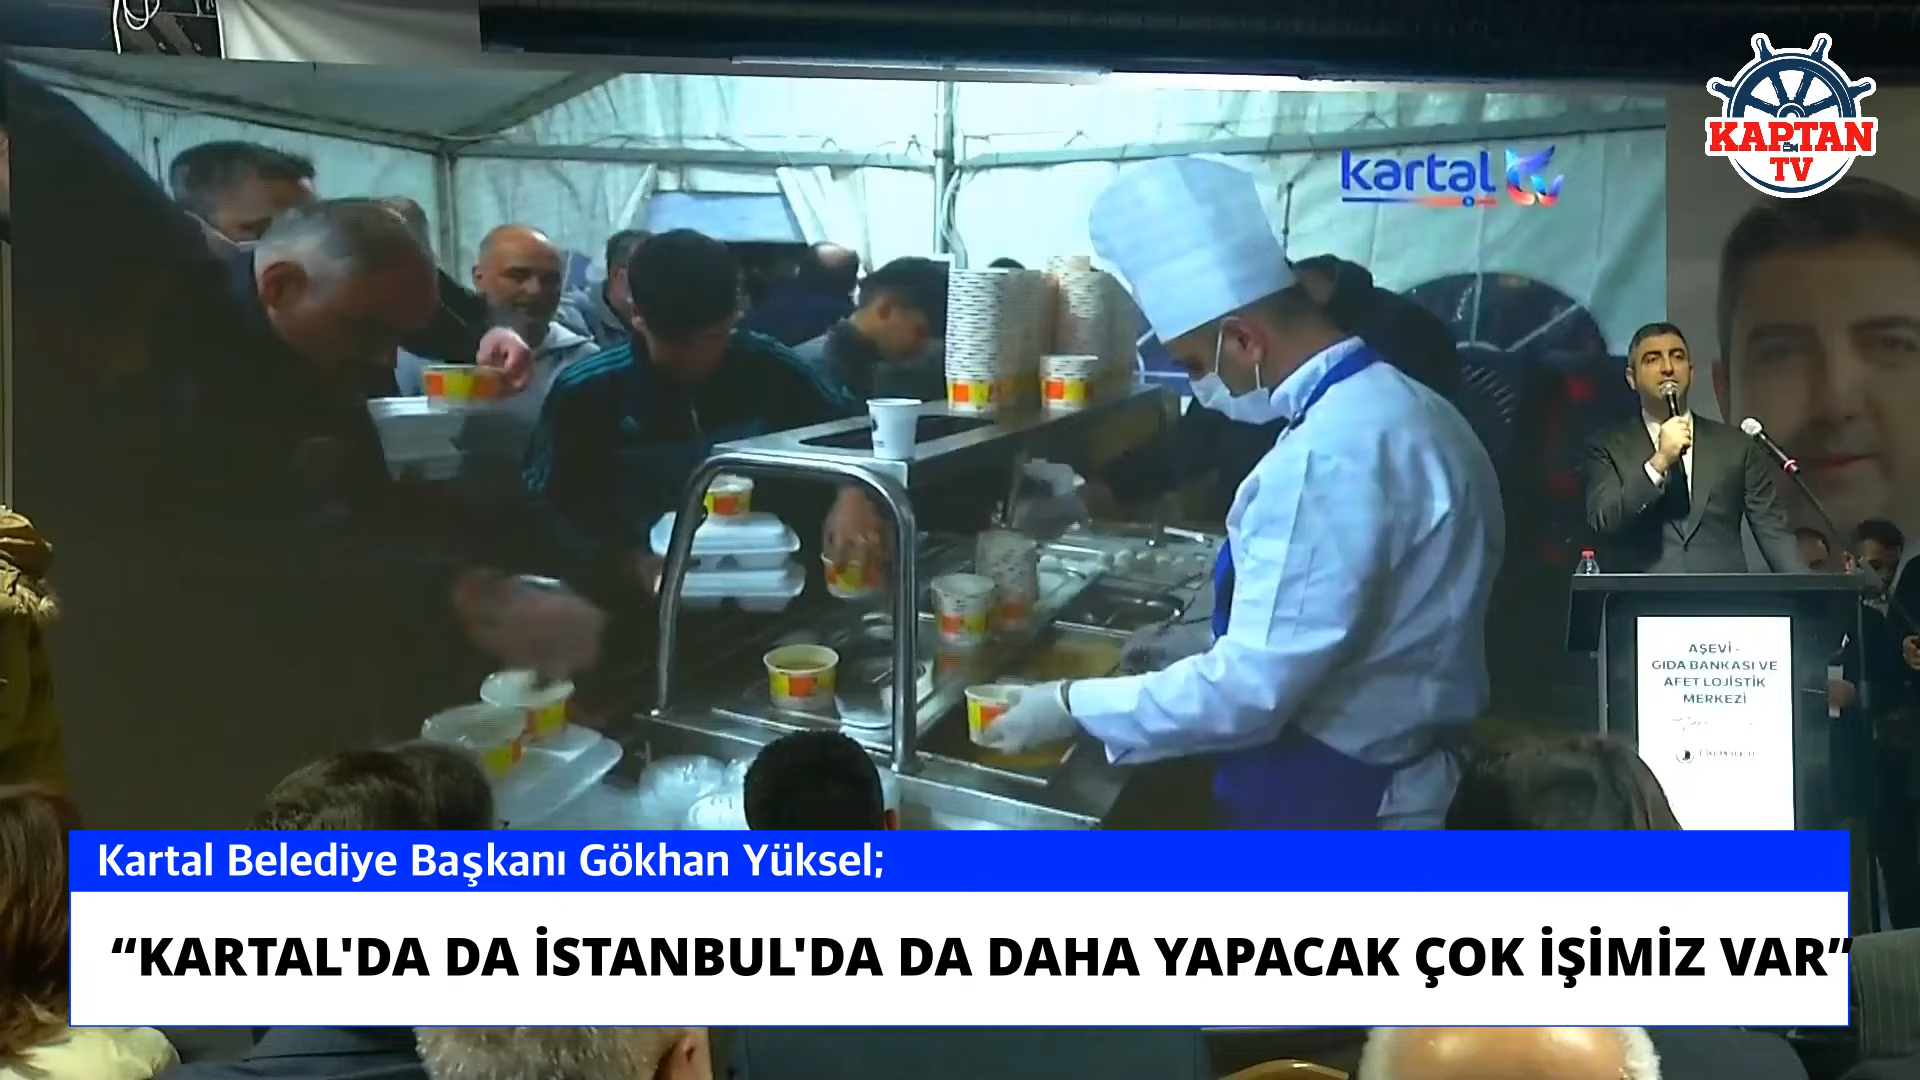 KAPTAN
TV
kartal
AŞEVİ -
GIDA BANKASI VE
AFET LOJİSTİK
MERKEZİ
Kartal Belediye Başkanı Gökhan Yüksel;
“KARTAL'DA DA İSTANBUL'DA DA DAHA YAPACAK ÇOK İŞİMİZ VAR”